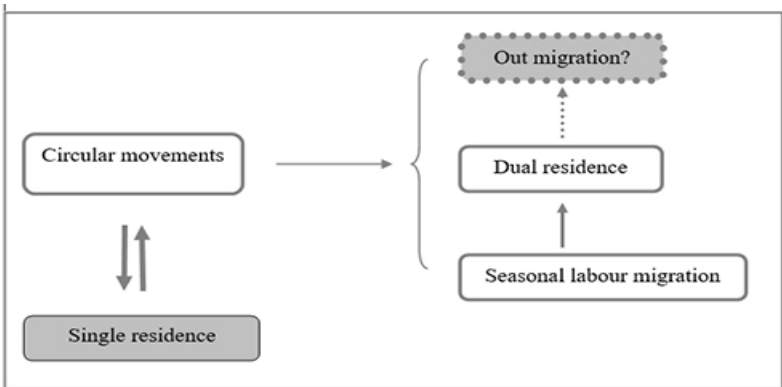 Out migration?
Circular movements
Dual residence
Seasonal labour migration
Single residence